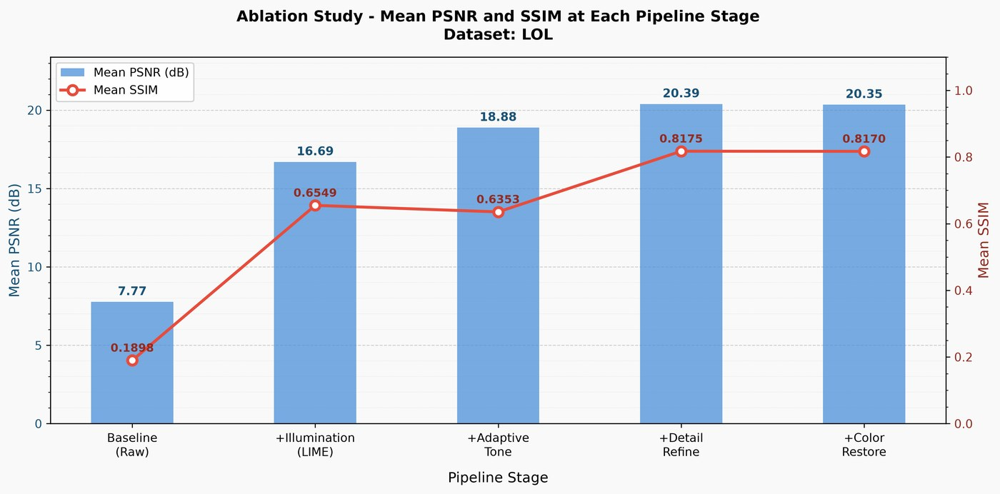 Ablation Study - Mean PSNR and SSIM at Each Pipeline Stage
Dataset: LOL
Mean PSNR (dB)
Mean SSIM
Mean PSNR (dB)
20
15
10
5
0
7.77
16.69
18.88
20.39
20.35
0.1898
0.6549
0.6353
0.8175
0.8170
1.0
0.8
0.6
0.4
0.2
0.0
Mean SSIM
Baseline
(Raw)
+Illumination
(LIME)
+Adaptive
Tone
+Detail
Refine
+Color
Restore
Pipeline Stage